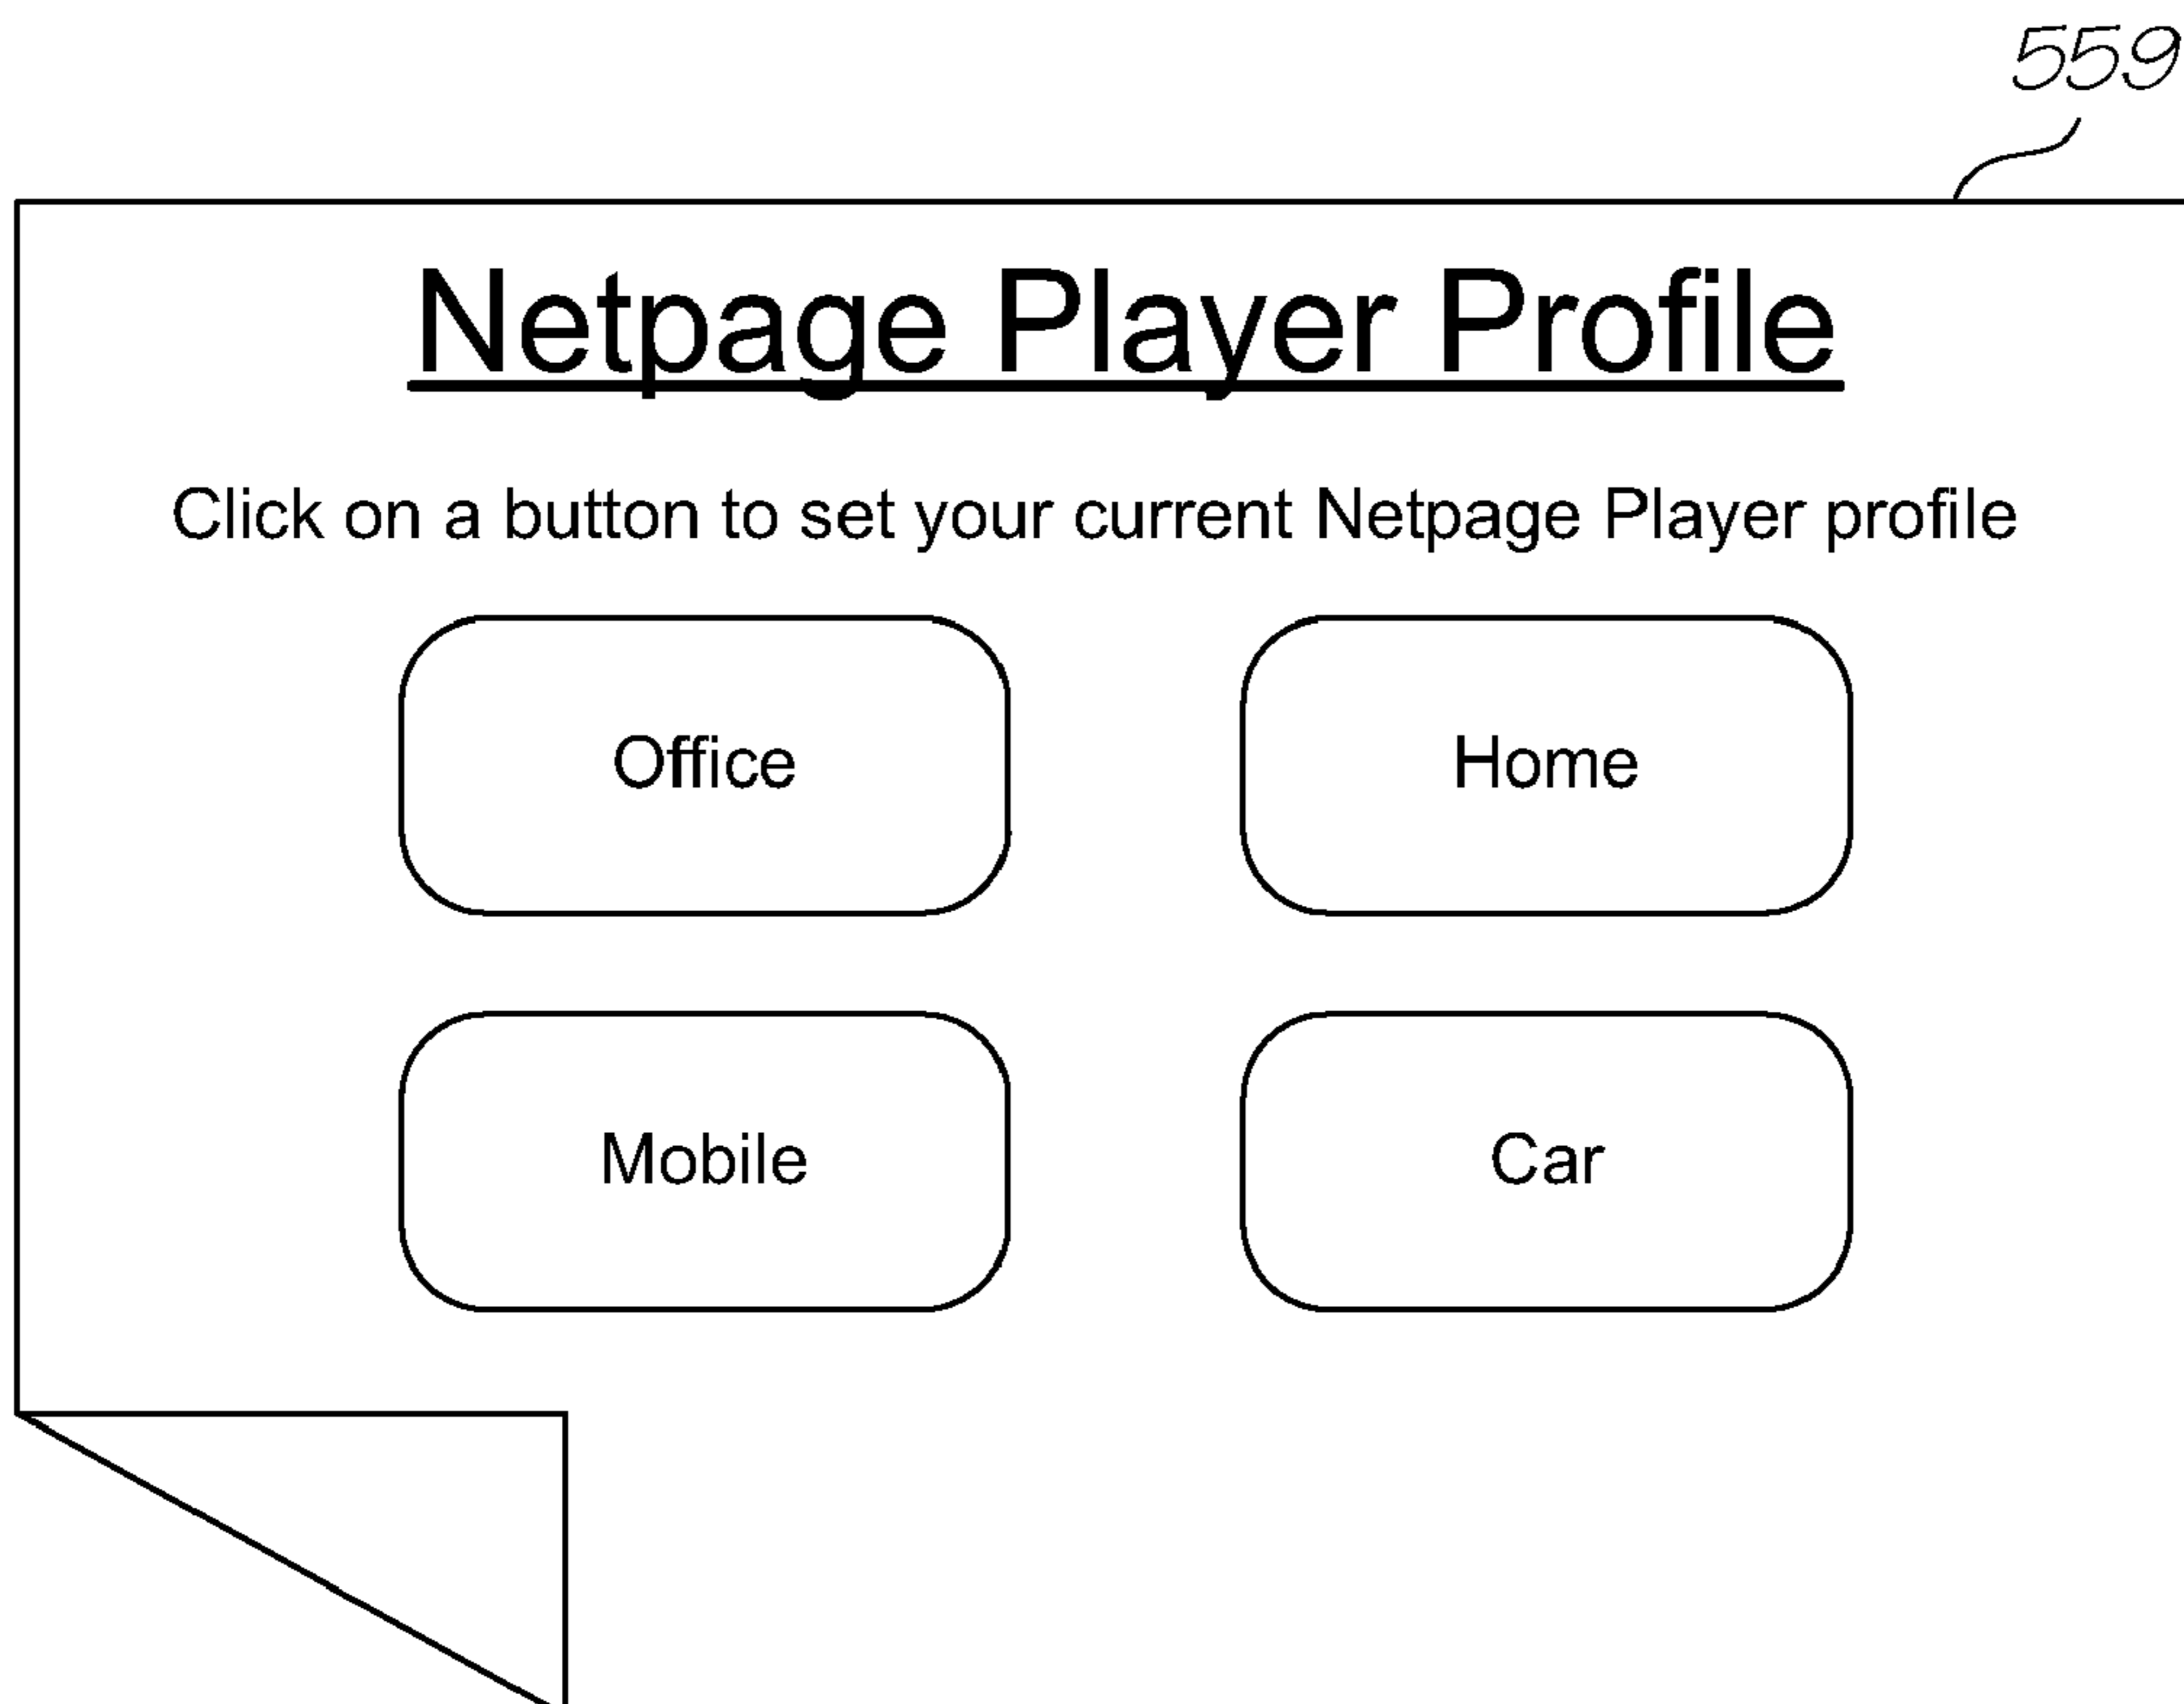 559
Netpage Player Profile
Click on a button to set your current Netpage Player profile
Office
Home
Mobile
Car